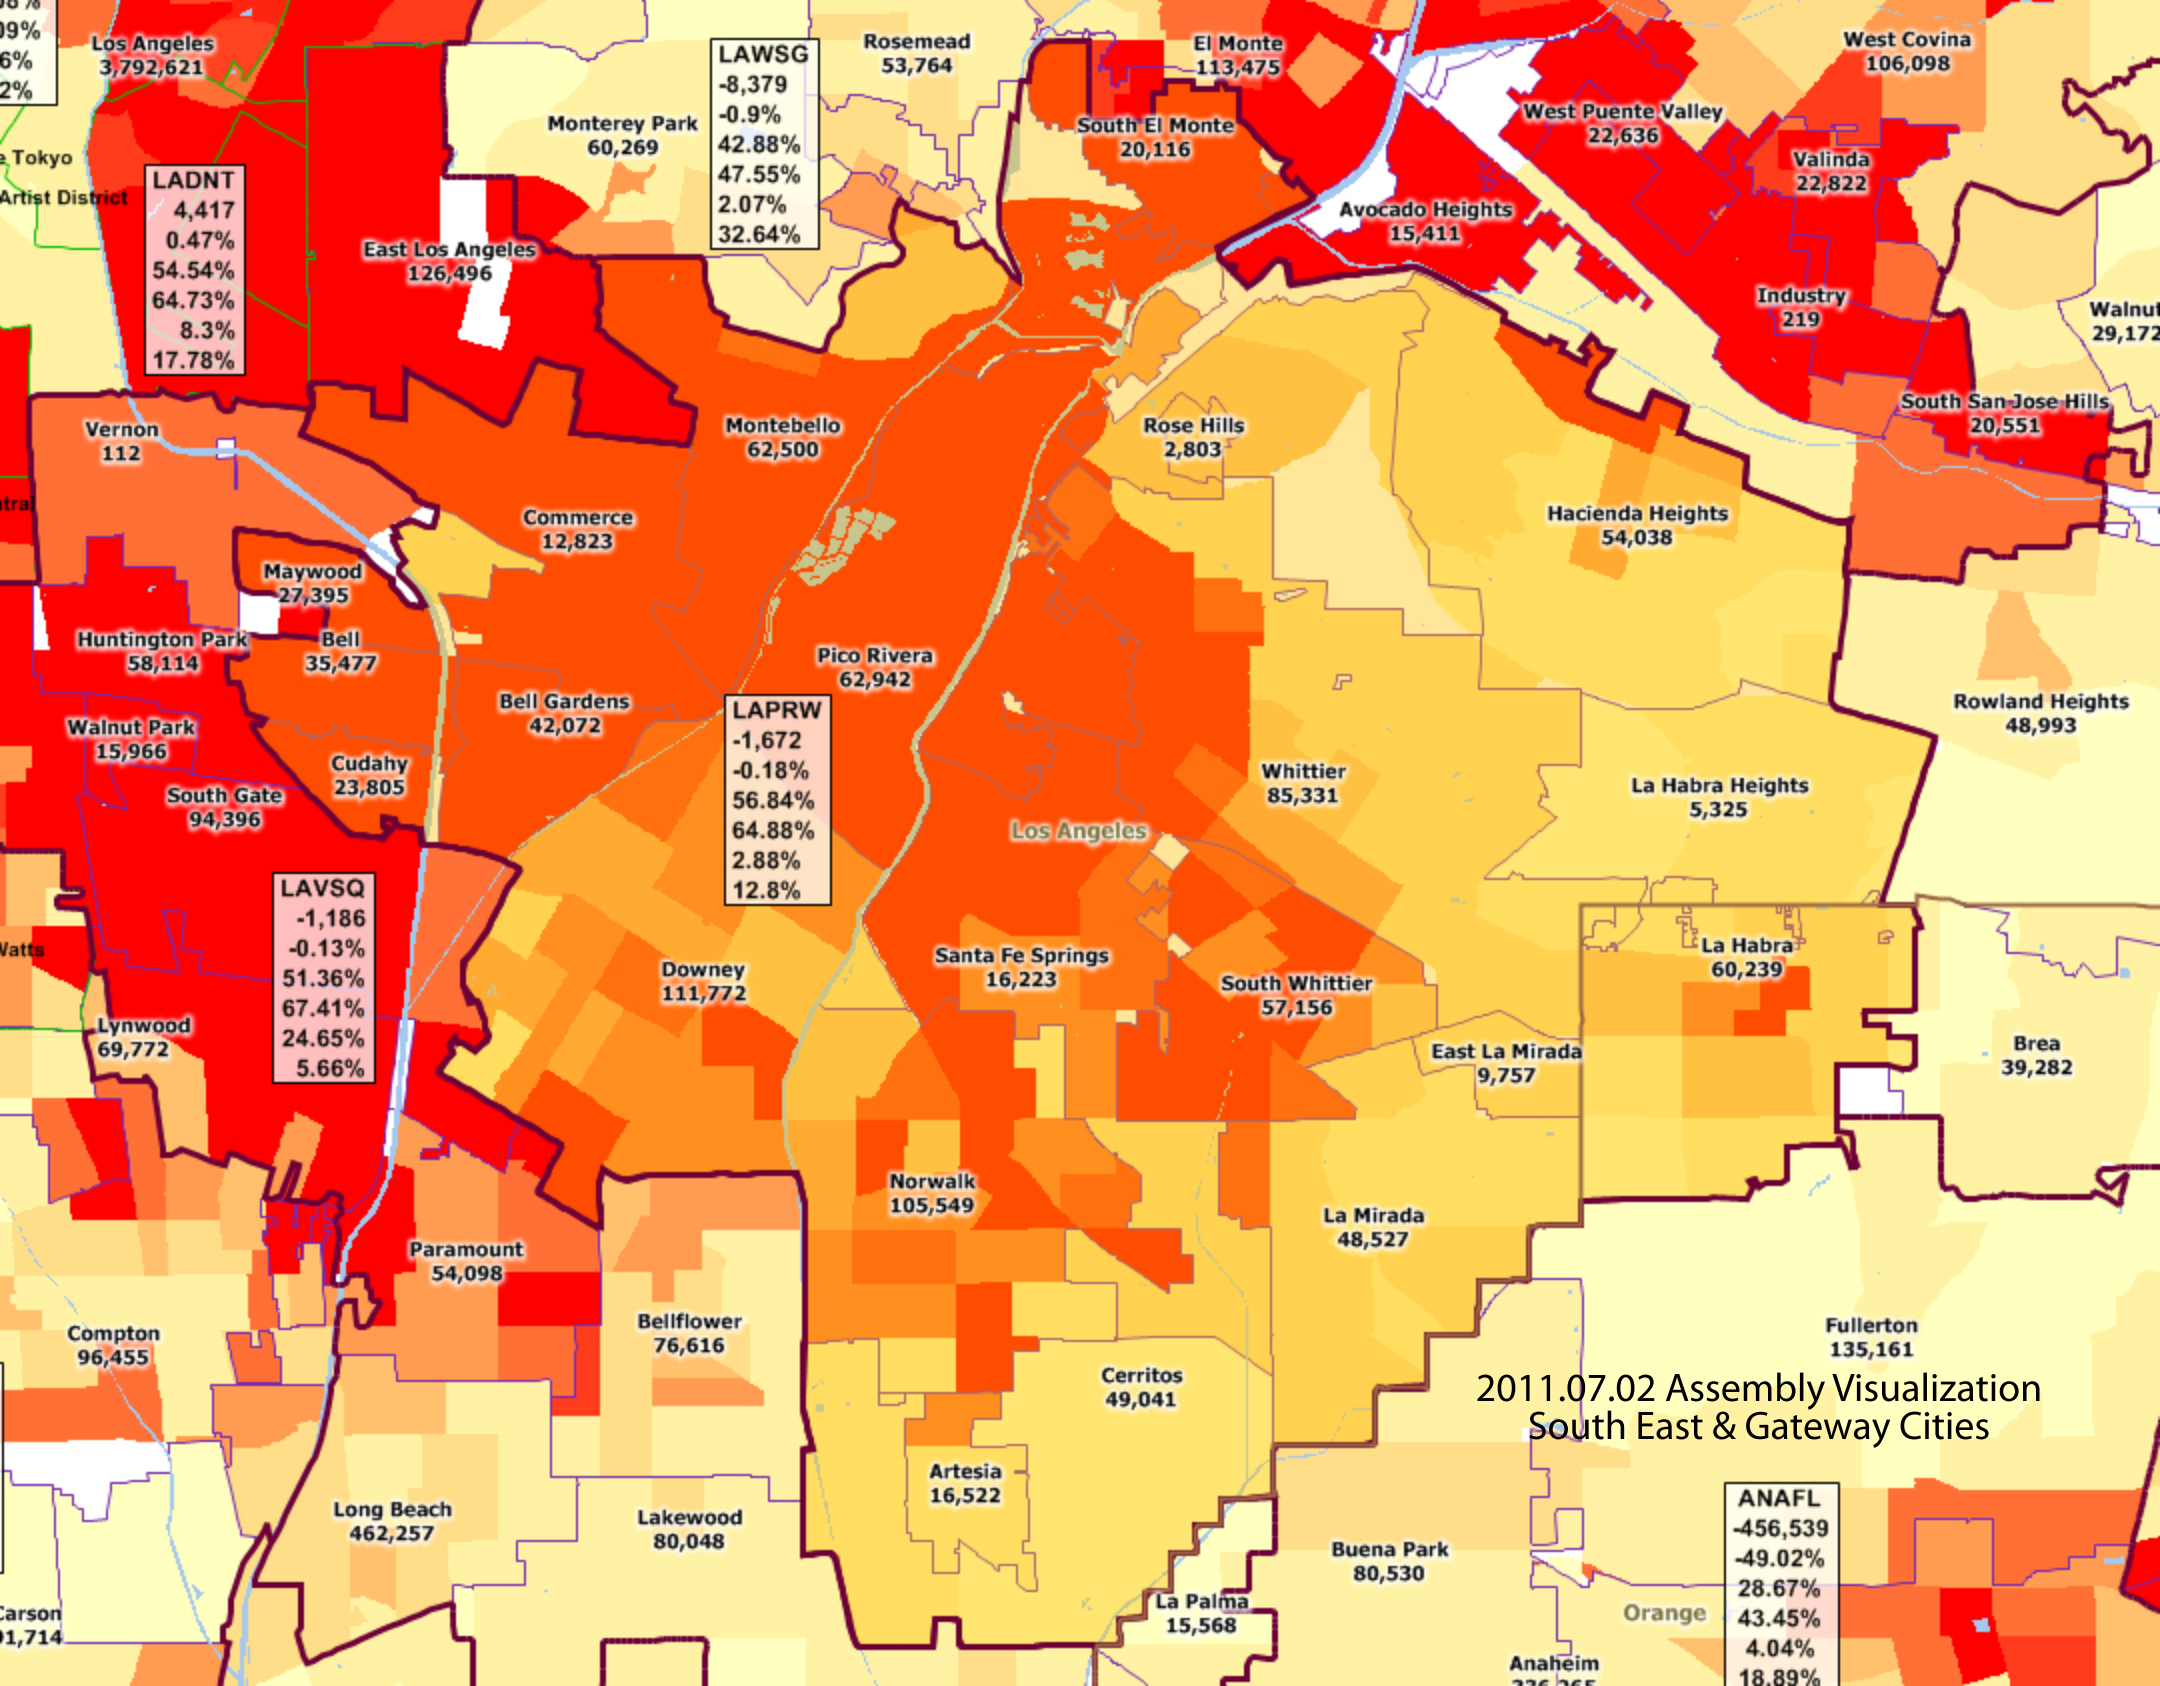 09%
6%
2%
Los Angeles
3,792,621
e Tokyo
Artist District
LADNT
4,417
0.47%
54.54%
64.73%
8.3%
17.78%
East Los Angeles
126,496
Monterey Park
60,269
LAWSG
-8,379
-0.9%
42.88%
47.55%
2.07%
32.64%
Rosemead
53,764
El Monte
113,475
South El Monte
20,116
West Covina
106,098
West Puente Valley
22,636
Valinda
22,822
Avocado Heights
15,411
Industry
219
Walnut
29,172
South San Jose Hills
20,551
Vernon
112
ntral
Montebello
62,500
Rose Hills
2,803
Commerce
12,823
Hacienda Heights
54,038
Maywood
27,395
Huntington Park
58,114
Bell
35,477
Pico Rivera
62,942
Bell Gardens
42,072
Rowland Heights
48,993
Walnut Park
15,966
Cudahy
23,805
South Gate
94,396
LAPRW
-1,672
-0.18%
56.84%
64.88%
2.88%
12.8%
Whittier
85,331
La Habra Heights
5,325
Los Angeles
LAVSQ
-1,186
-0.13%
51.36%
67.41%
24.65%
5.66%
Watts
Lynwood
69,772
Downey
111,772
Santa Fe Springs
16,223
South Whittier
57,156
La Habra
60,239
East La Mirada
9,757
Brea
39,282
Norwalk
105,549
La Mirada
48,527
Paramount
54,098
Compton
96,455
Bellflower
76,616
Cerritos
49,041
Fullerton
135,161
2011.07.02 Assembly Visualization
South East & Gateway Cities
Artesia
16,522
Long Beach
462,257
Lakewood
80,048
Buena Park
80,530
La Palma
15,568
Carson
91,714
Orange
Anaheim
ANAFL
-456,539
-49.02%
28.67%
43.45%
4.04%
18.89%